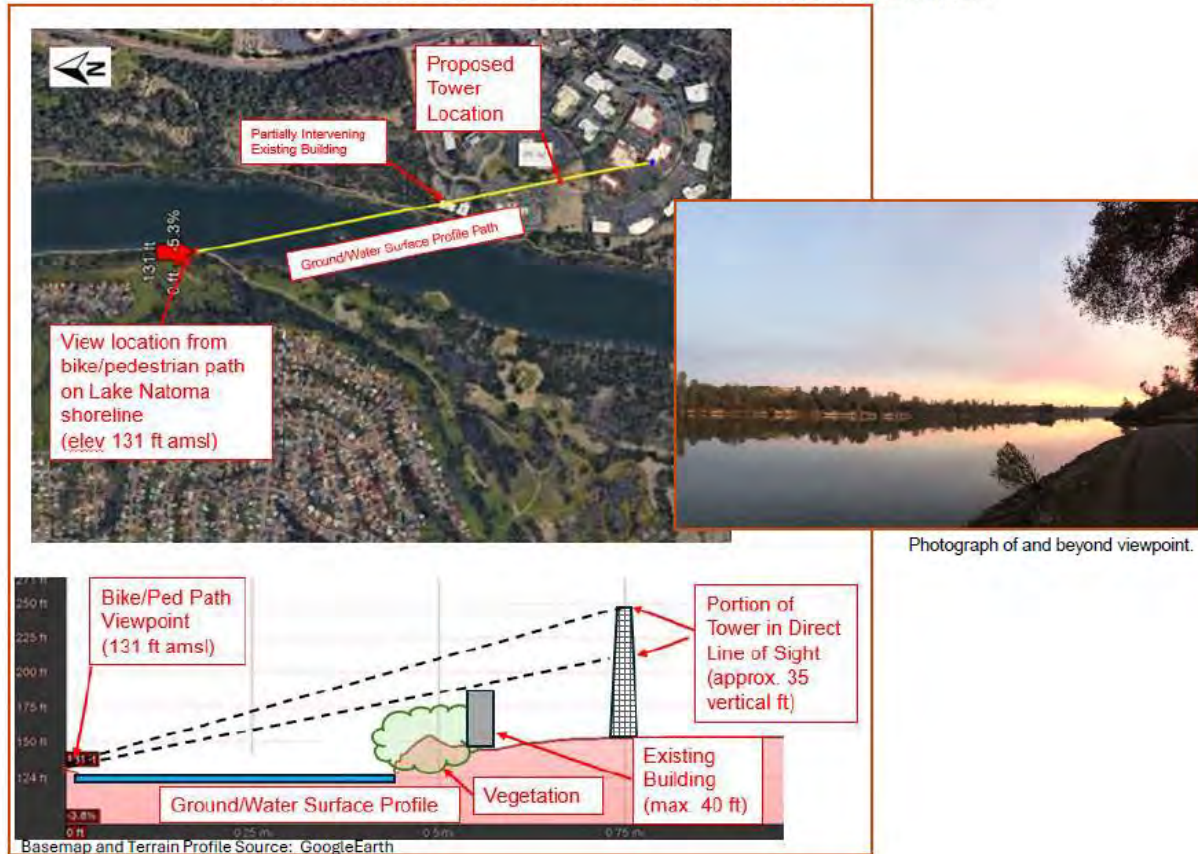 N
Proposed
Tower
Location
Partially Intervening
Existing Building
Ground/Water Surface Profile Path
131 ft
0 ft -5.3%
View location from
bike/pedestrian path
on Lake Natoma
shoreline
(elev 131 ft amsl)
Photograph of and beyond viewpoint.
271 ft
250 ft
225 ft
200 ft
175 ft
150 ft
124 ft
Bike/Ped Path
Viewpoint
(131 ft amsl)
Portion of
Tower in Direct
Line of Sight
(approx. 35
vertical ft)
Existing
Building
(max. 40 ft)
Vegetation
Ground/Water Surface Profile
-3.8%
0 ft
0.25 mi
0.5 mi
0.75 mi
Basemap and Terrain Profile Source: GoogleEarth